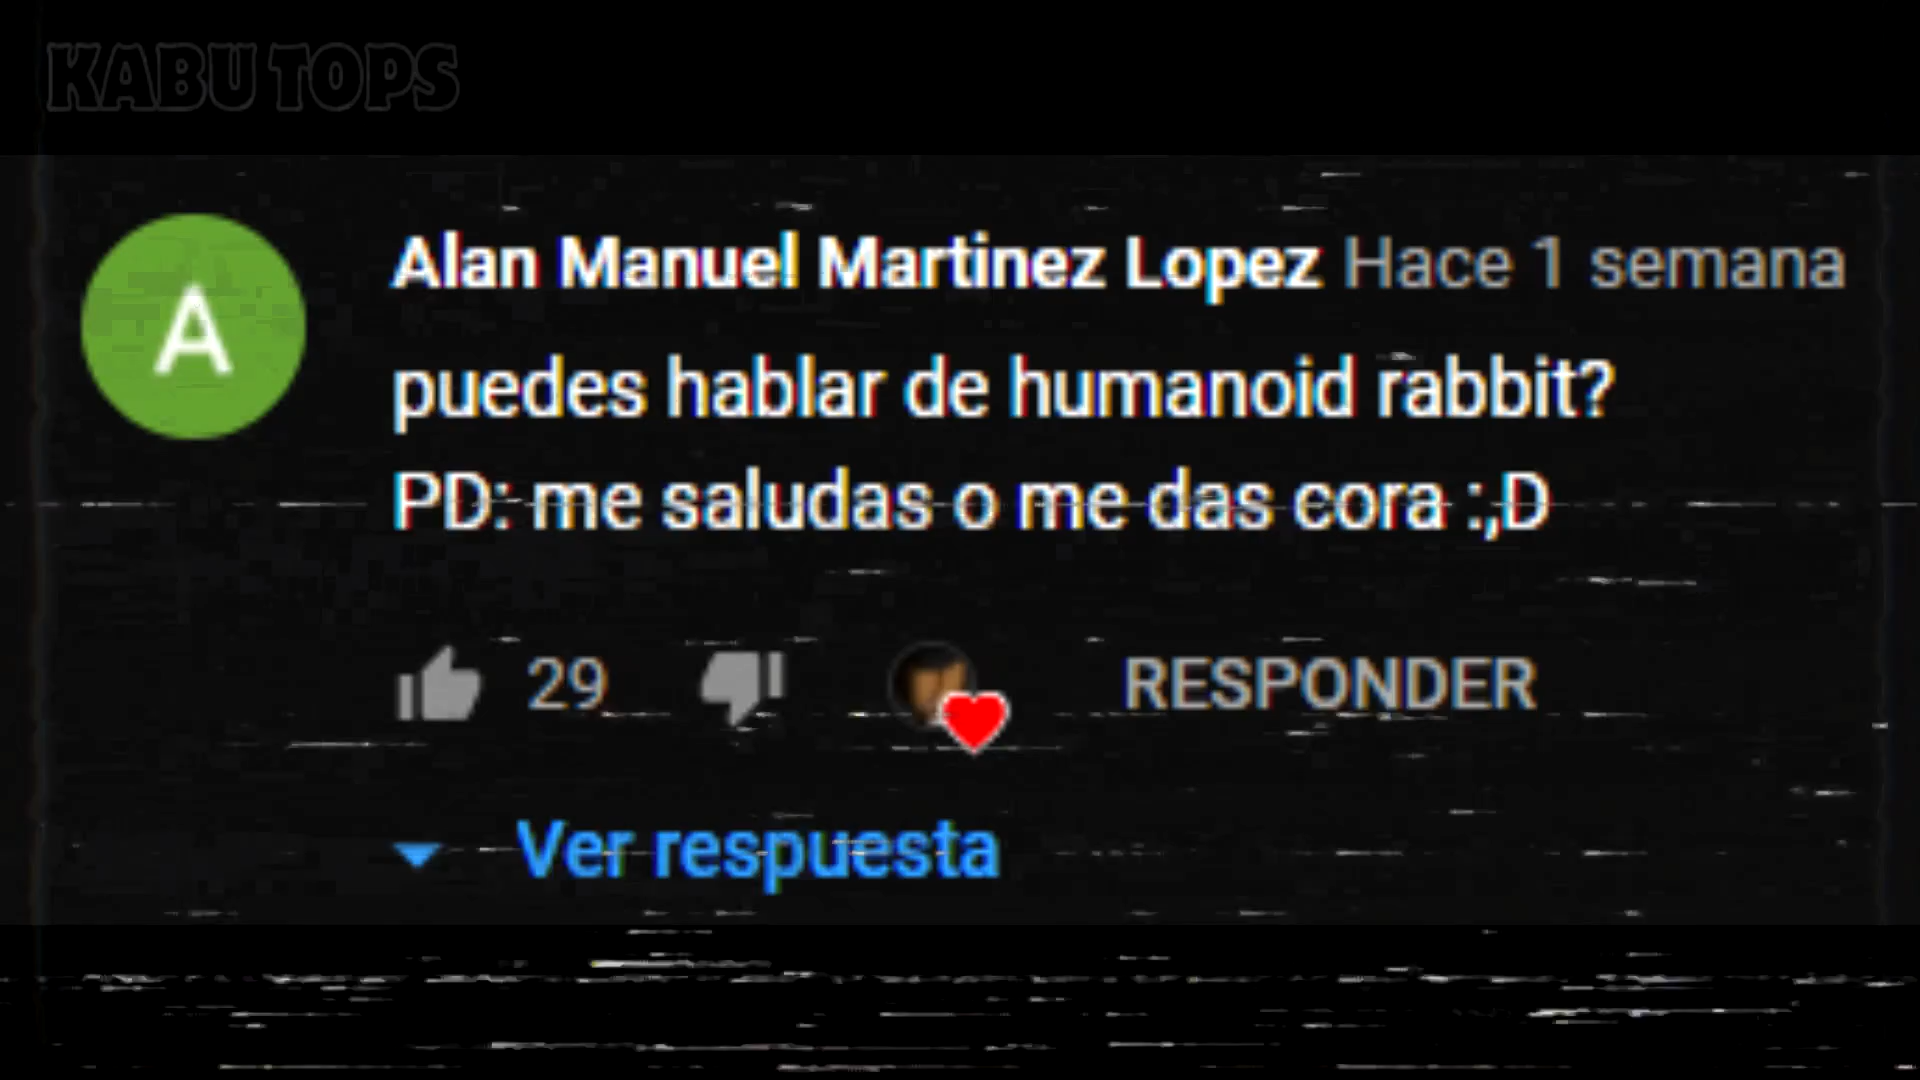 KABU TOPS
A
Alan Manuel Martinez Lopez Hace 1 semana
puedes hablar de humanoid rabbit?
PD: me saludas o me das cora :,D
29 RESPONDER
Ver respuesta